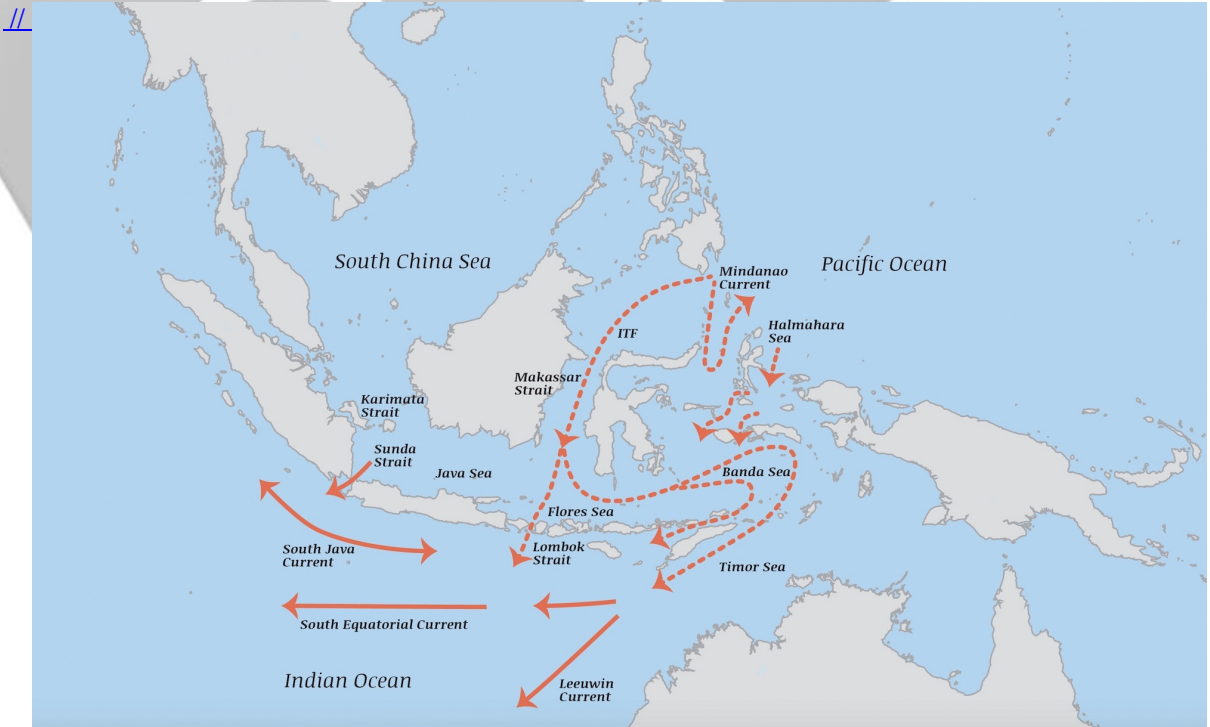 //
South China Sea
Pacific Ocean
Mindanao
Current
Halmahara
Sea
ITF
Makassar
Strait
Karimata
Strait
Sunda
Strait
Java Sea
Banda Sea
Flores Sea
South Java
Current
Lombok
Strait
Timor Sea
South Equatorial Current
Indian Ocean
Leeuwin
Current